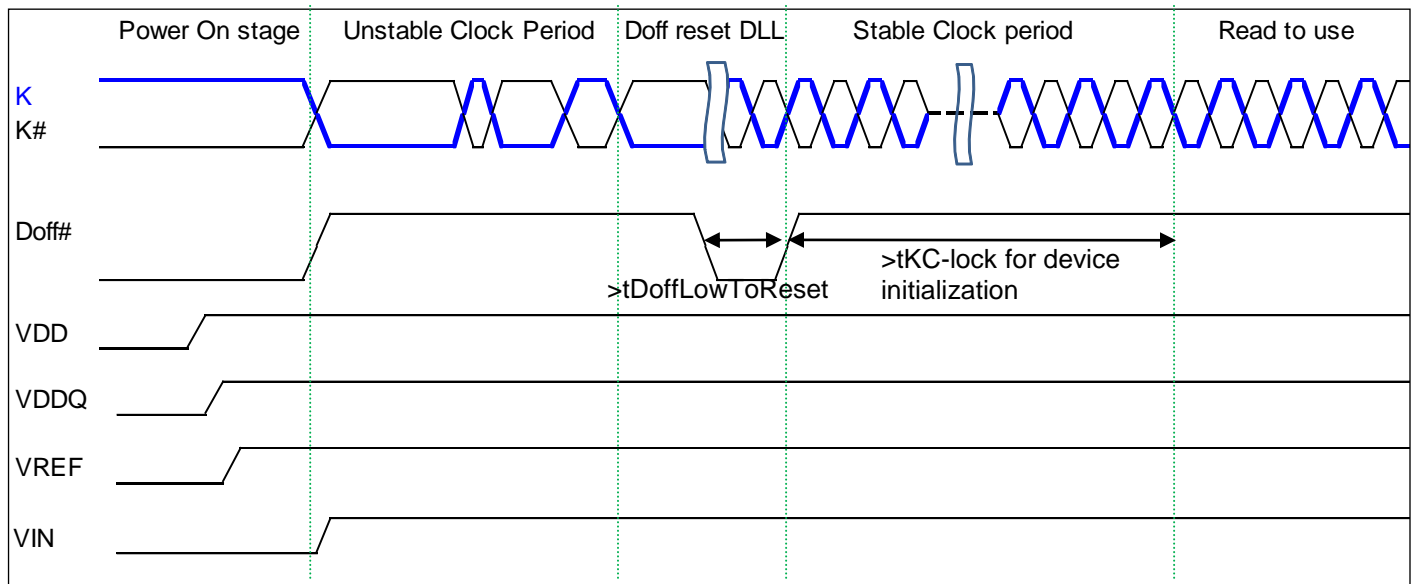 Power On stage Unstable Clock Period Doff reset DLL Stable Clock period Read to use
K
K#
Doff#
>tDoffLowToReset
>tKC-lock for device
initialization
VDD
VDDQ
VREF
VIN